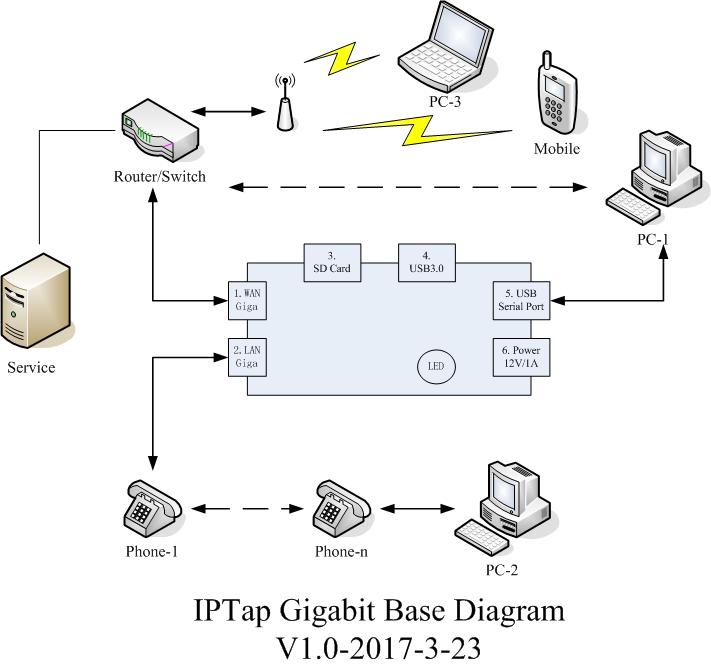 PC-3
Mobile
Router/Switch
PC-1
3.
SD Card
4.
USB3.0
1. WAN
Giga
5. USB
Serial Port
2. LAN
Giga
6. Power
12V/1A
LED
Service
Phone-1
Phone-n
PC-2
IPTap Gigabit Base Diagram
V1.0-2017-3-23